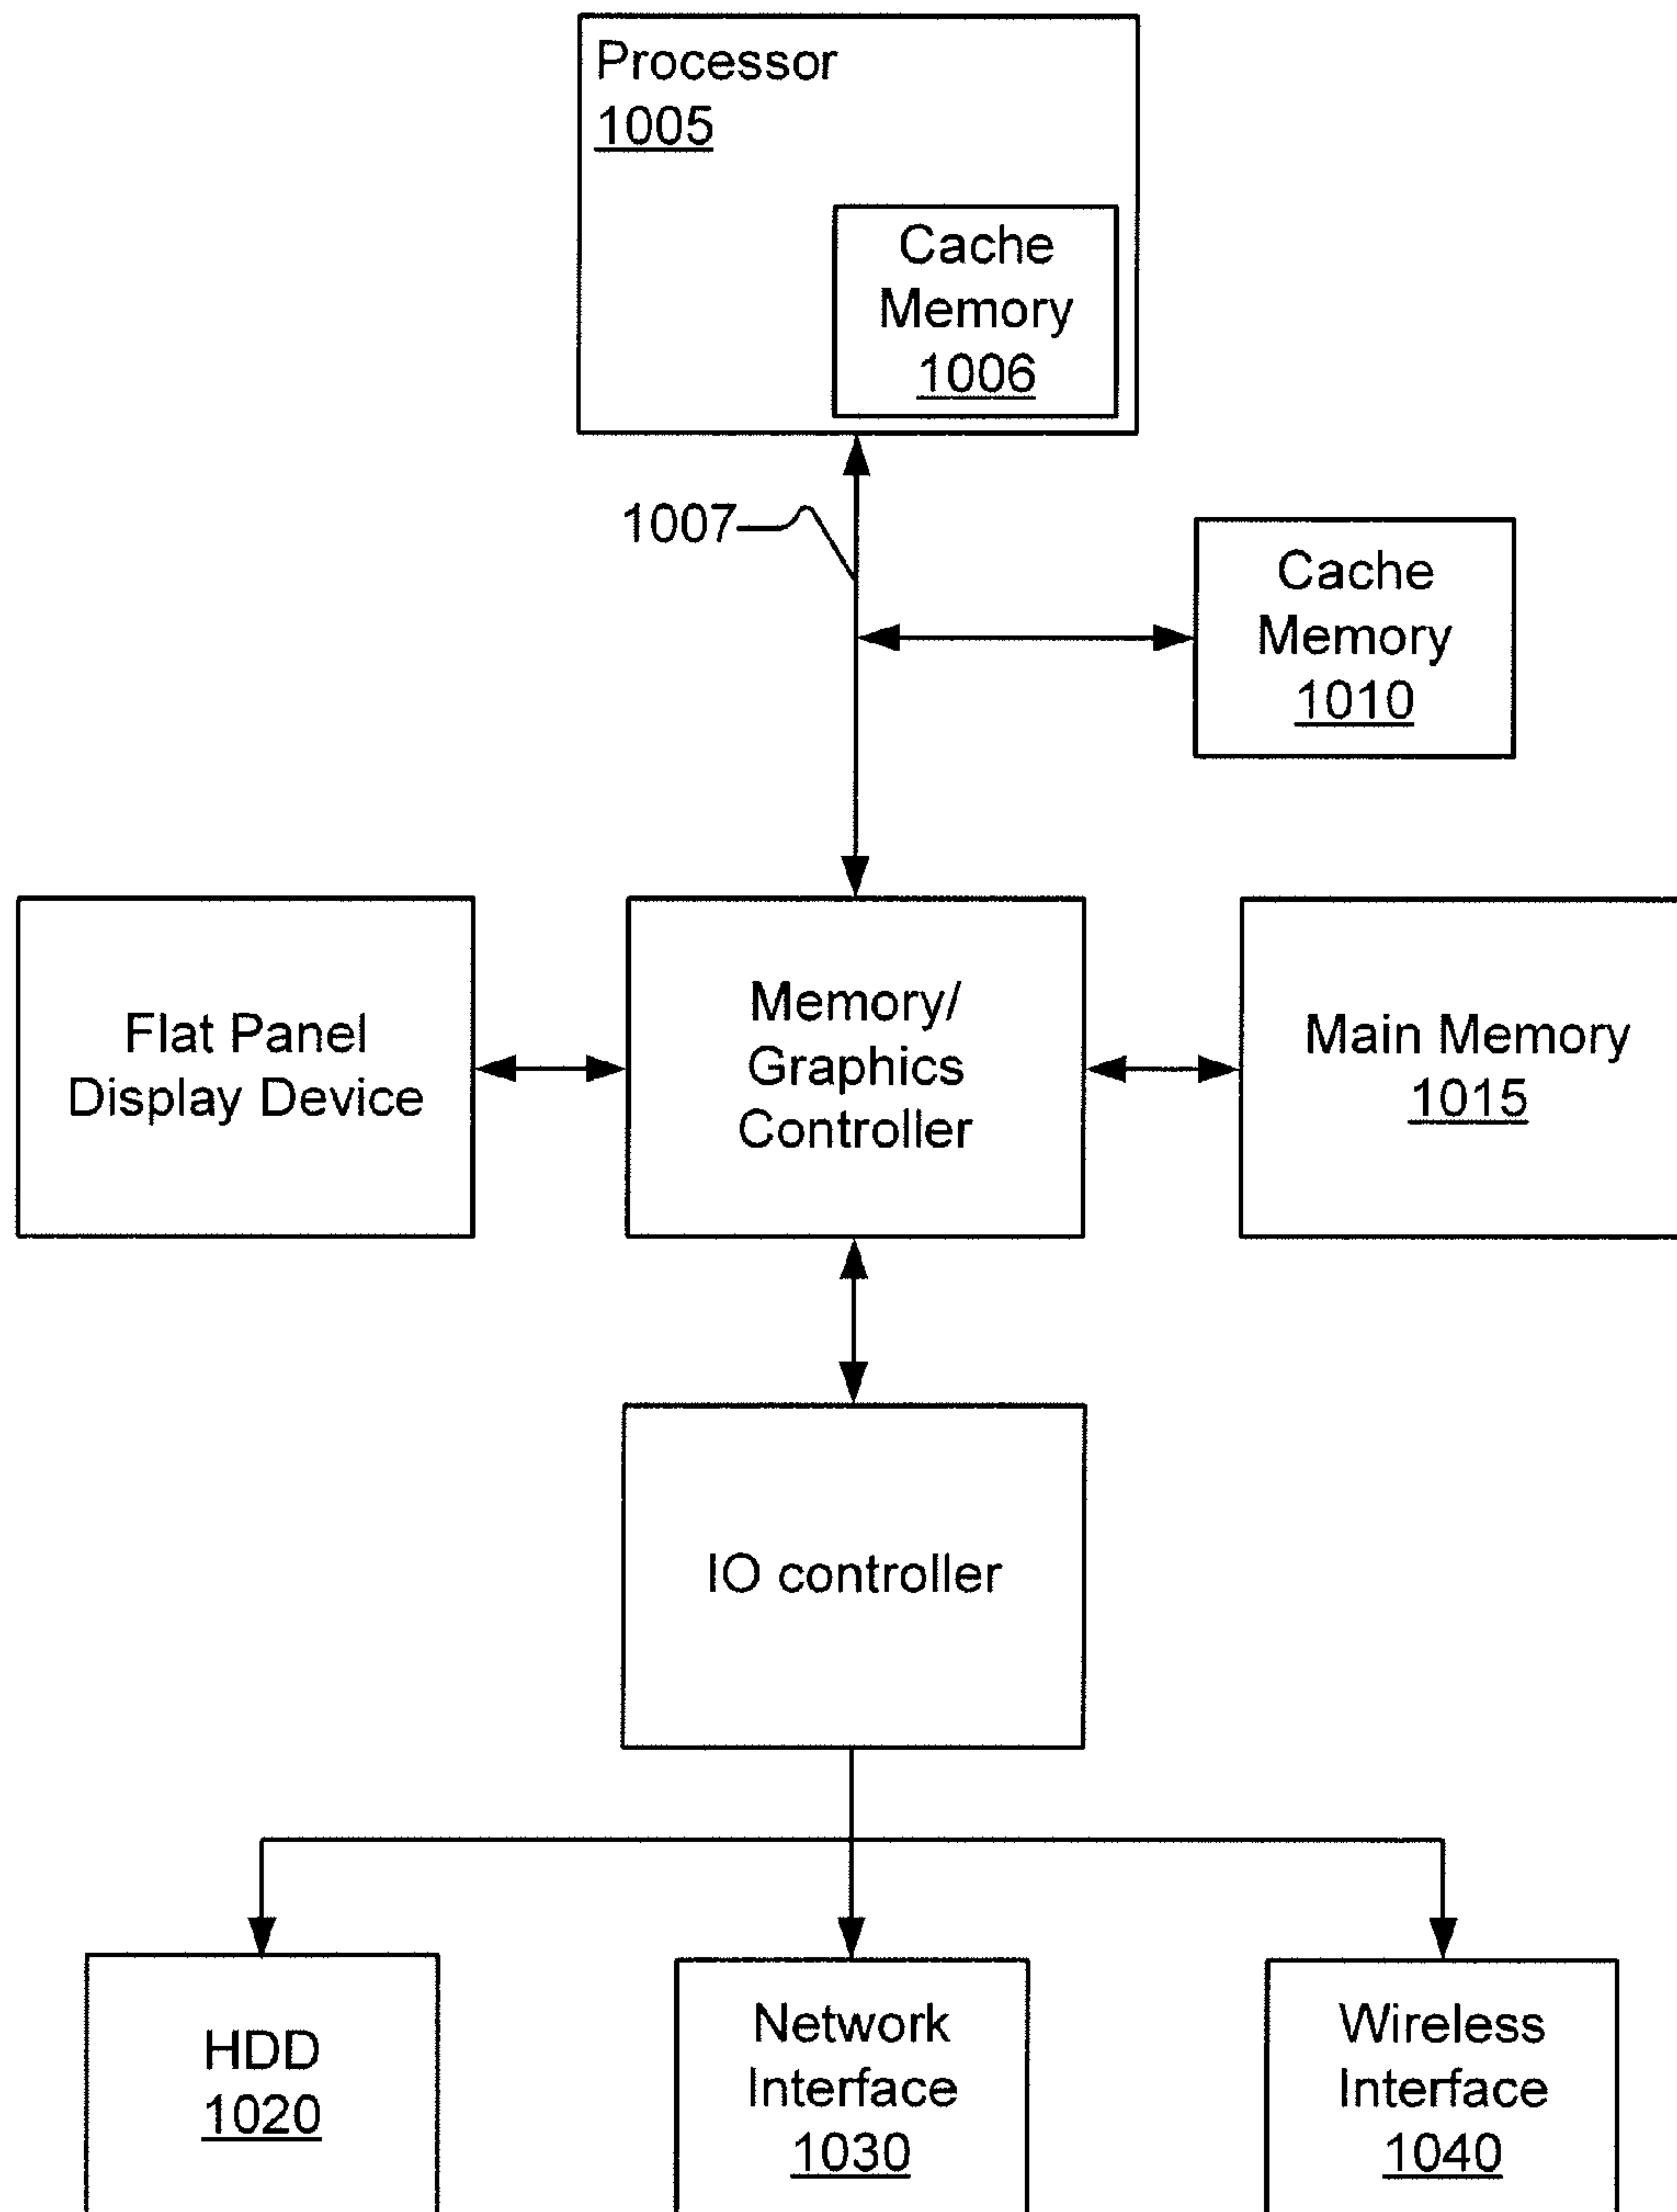 Processor
1005
Cache
Memory
1006
1007
Cache
Memory
1010
Flat Panel
Display Device
Memory/
Graphics
Controller
Main Memory
1015
IO controller
HDD
1020
Network
Interface
1030
Wireless
Interface
1040